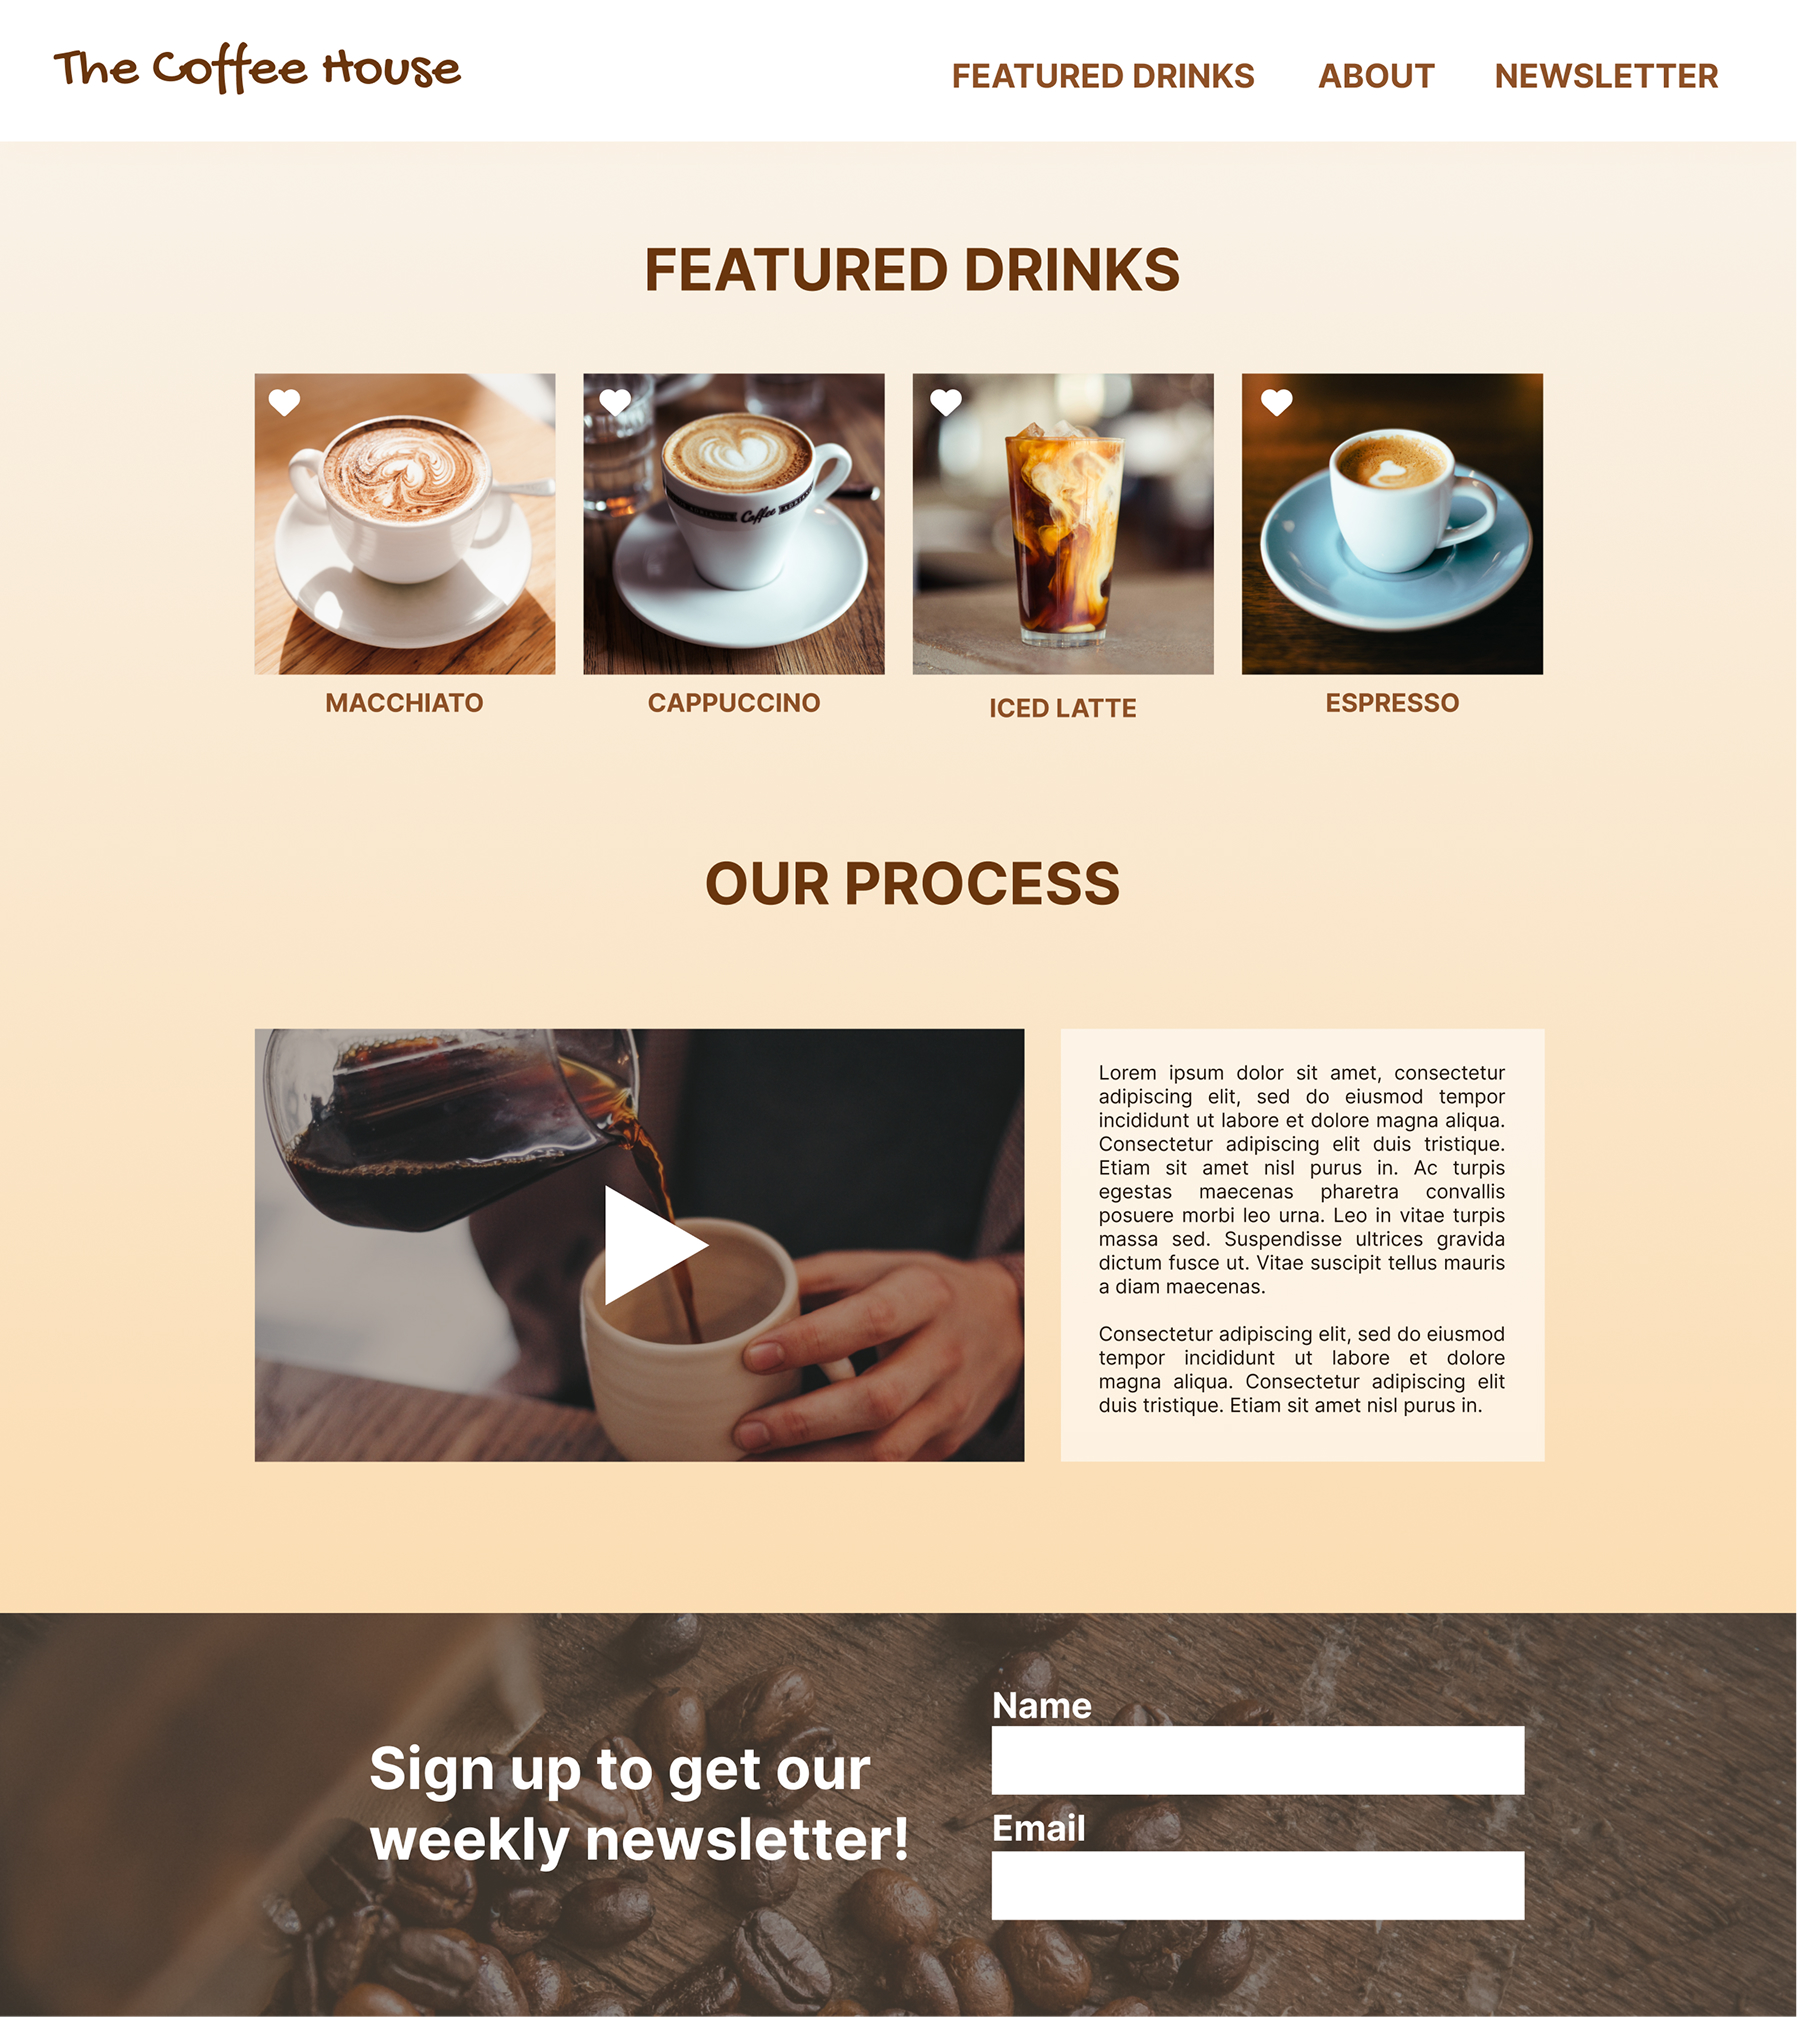 The Coffee House
FEATURED DRINKS
ABOUT
NEWSLETTER
FEATURED DRINKS
Coffee
MACCHIATO
CAPPUCCINO
ICED LATTE
ESPRESSO
OUR PROCESS
Lorem ipsum dolor sit amet, consectetur
adipiscing elit, sed do eiusmod tempor
incididunt ut labore et dolore magna aliqua.
Consectetur adipiscing elit duis tristique.
Etiam sit amet nisl purus in. Ac turpis
egestas maecenas pharetra convallis
posuere morbi leo urna. Leo in vitae turpis
massa sed. Suspendisse ultrices gravida
dictum fusce ut. Vitae suscipit tellus mauris
a diam maecenas.
Consectetur adipiscing elit, sed do eiusmod
tempor incididunt ut labore et dolore
magna aliqua. Consectetur adipiscing elit
duis tristique. Etiam sit amet nisl purus in.
Sign up to get our
weekly newsletter!
Name
Email